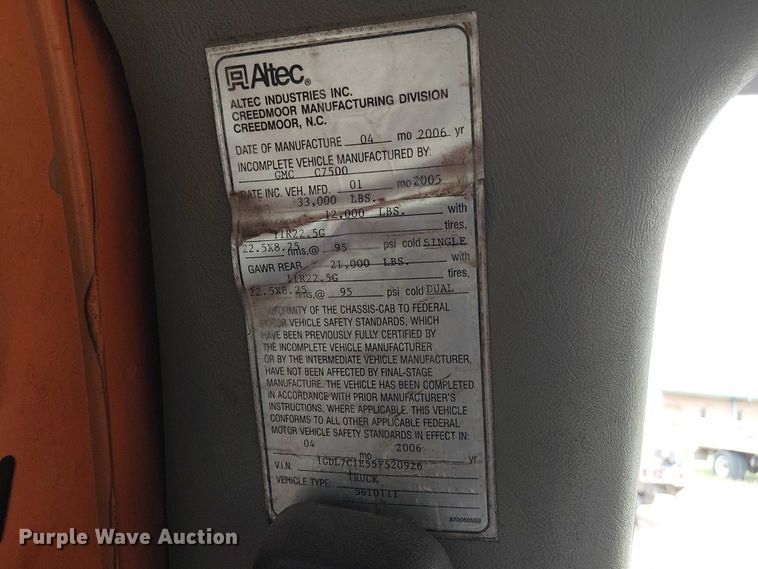 Altec®
ALTEC INDUSTRIES INC.
CREEDMOOR MANUFACTURING DIVISION
CREEDMOOR, N.C.
DATE OF MANUFACTURE 04 mo 2006 yr
INCOMPLETE VEHICLE MANUFACTURED BY:
GMC C7500
DATE INC. VEH. MFD. 01 mo 2005
33,000 LBS.
12,000 LBS. with
11R22.5G tires,
22.5X8.25 rims,@ 95 psi cold SINGLE
GAWR REAR 21,000 LBS. with
11R22.5G tires,
22.5X8.25 rims,@ 95 psi cold DUAL
CONFORMITY OF THE CHASSIS-CAB TO FEDERAL
MOTOR VEHICLE SAFETY STANDARDS, WHICH
HAVE BEEN PREVIOUSLY FULLY CERTIFIED BY
THE INCOMPLETE VEHICLE MANUFACTURER
OR BY THE INTERMEDIATE VEHICLE MANUFACTURER,
HAVE NOT BEEN AFFECTED BY FINAL-STAGE
MANUFACTURE. THE VEHICLE HAS BEEN COMPLETED
IN ACCORDANCE WITH PRIOR MANUFACTURER'S
INSTRUCTIONS, WHERE APPLICABLE. THIS VEHICLE
CONFORMS TO ALL OTHER APPLICABLE FEDERAL
MOTOR VEHICLE SAFETY STANDARDS IN EFFECT IN:
04 mo 2006 yr
V.I.N. 1GDL7C1E55F520926
VEHICLE TYPE: TRUCK
5610111
870060559
Purple Wave Auction